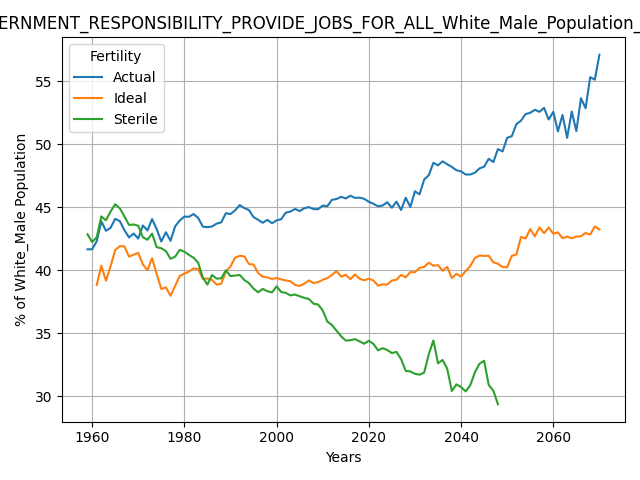 ERNMENT_RESPONSIBILITY_PROVIDE_JOBS_FOR_ALL_White_Male_Population_
Fertility
Actual
Ideal
Sterile
% of White_Male Population
55
50
45
40
35
30
1960
1980
2000
2020
2040
2060
Years